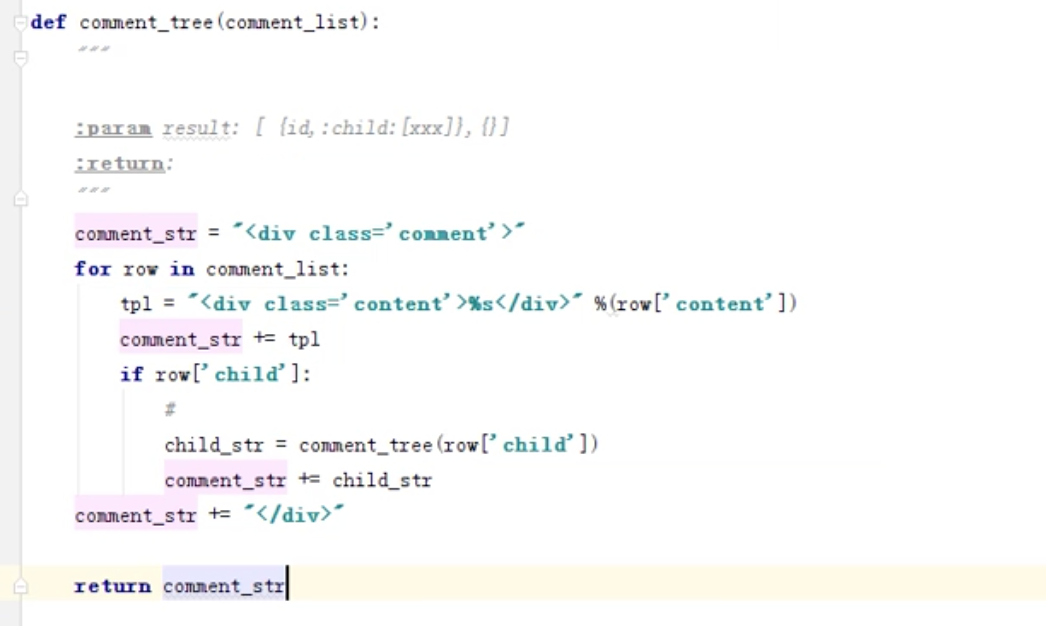 def comment_tree(comment_list):
    """
    :param result: [ {id,:child:[xxx]},{}]
    :return:
    """
    comment_str = "<div class='comment'>"
    for row in comment_list:
        tpl = "<div class='content'>%s</div>" %(row['content'])
        comment_str += tpl
        if row['child']:
            #
            child_str = comment_tree(row['child'])
            comment_str += child_str
    comment_str += "</div>"
    return comment_str